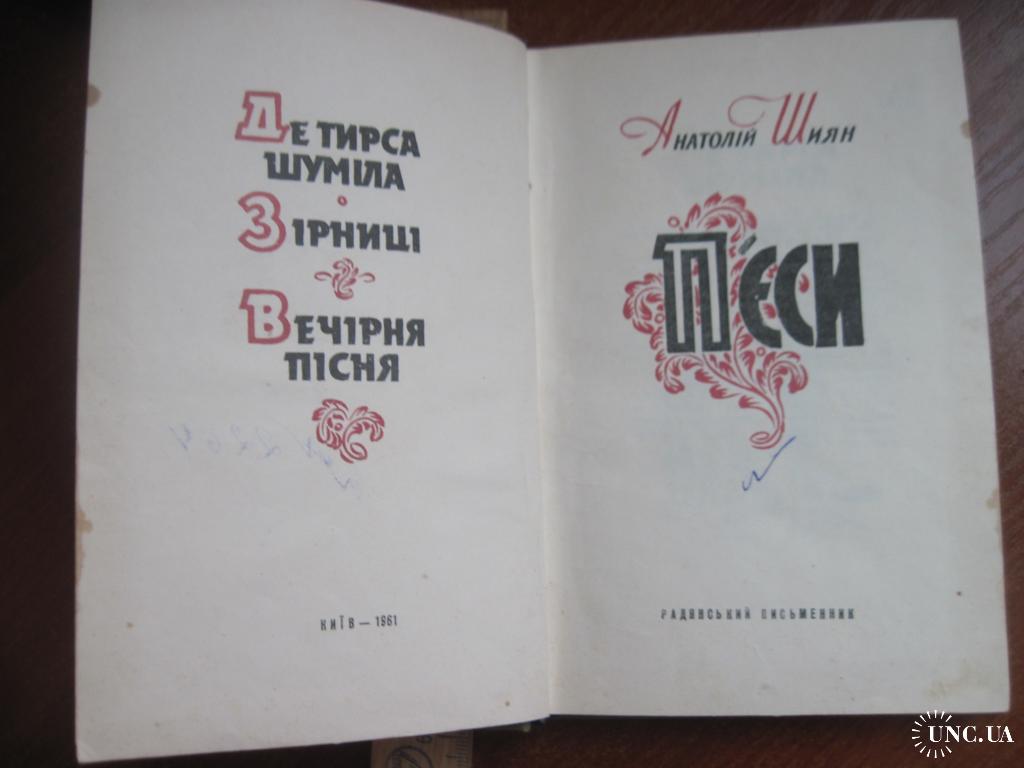 Де тирса
шуміла
Зірниці
Вечірня
пісня
Київ — 1961
Анатолій Шиян
П'єси
Радянський письменник
UNC.UA